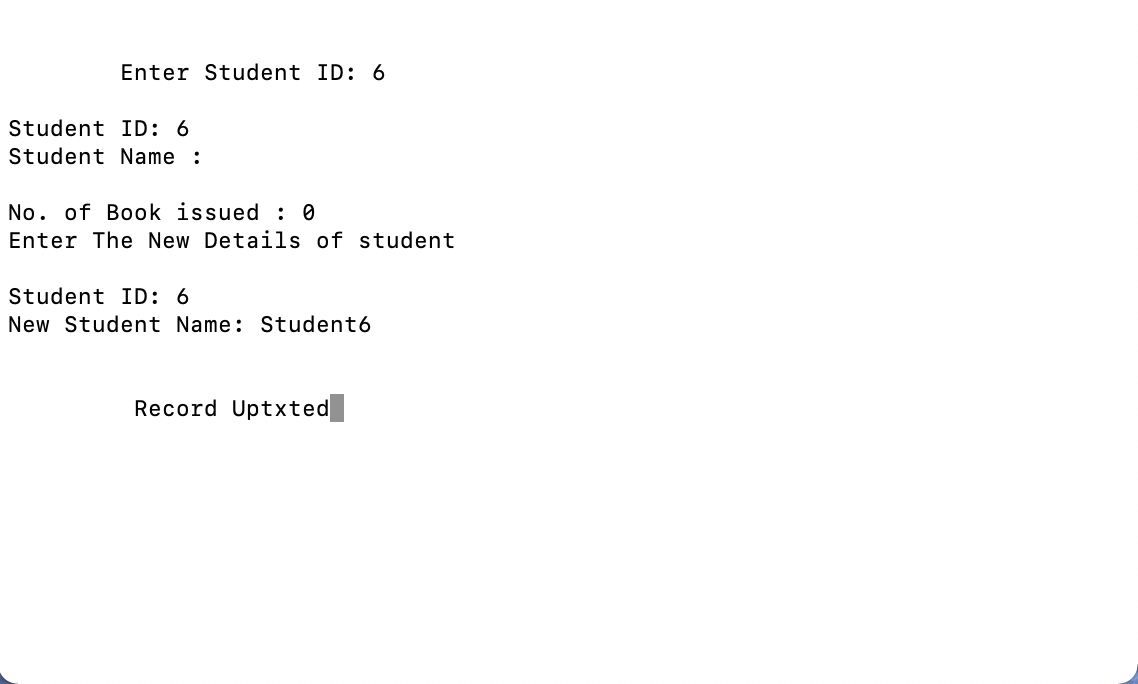 Enter Student ID: 6
Student ID: 6
Student Name :
No. of Book issued : 0
Enter The New Details of student
Student ID: 6
New Student Name: Student6
Record Uptxted